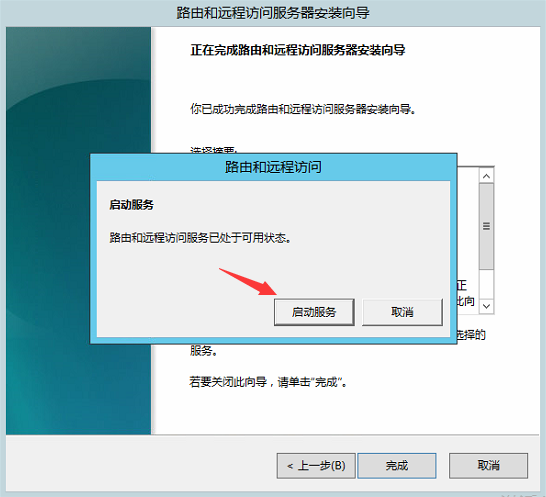 路由和远程访问服务器安装向导
正在完成路由和远程访问服务器安装向导
你已成功完成路由和远程访问服务器安装向导。
选择摘要:
路由和远程访问
启动服务
路由和远程访问服务已处于可用状态。
启动服务
取消
正
此向
选择的
服务。
若要关闭此向导，请单击"完成"。
< 上一步(B)
完成
取消